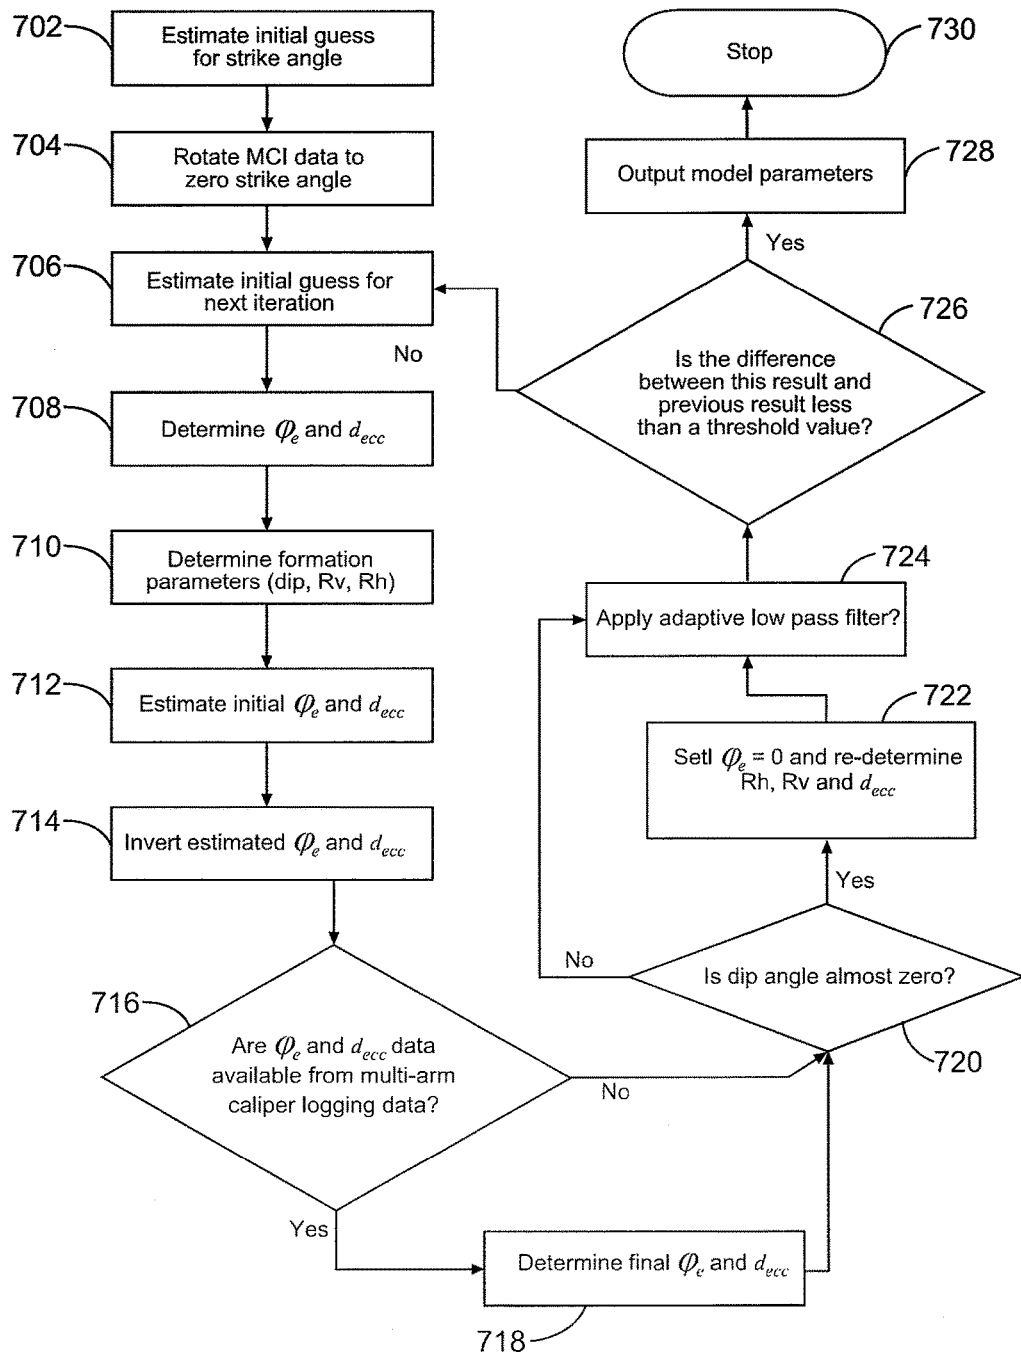 702
Estimate initial guess
for strike angle
704
Rotate MCI data to
zero strike angle
706
Estimate initial guess for
next iteration
No
708
Determine φe and decc
710
Determine formation
parameters (dip, Rv, Rh)
712
Estimate initial φe and decc
714
Invert estimated φe and decc
716
Are φe and decc data
available from multi-arm
caliper logging data?
No
Yes
Determine final φe and decc
718
720
Is dip angle almost zero?
No
Yes
722
Setl φe = 0 and re-determine
Rh, Rv and decc
724
Apply adaptive low pass filter?
726
Is the difference
between this result and
previous result less
than a threshold value?
Yes
728
Output model parameters
730
Stop